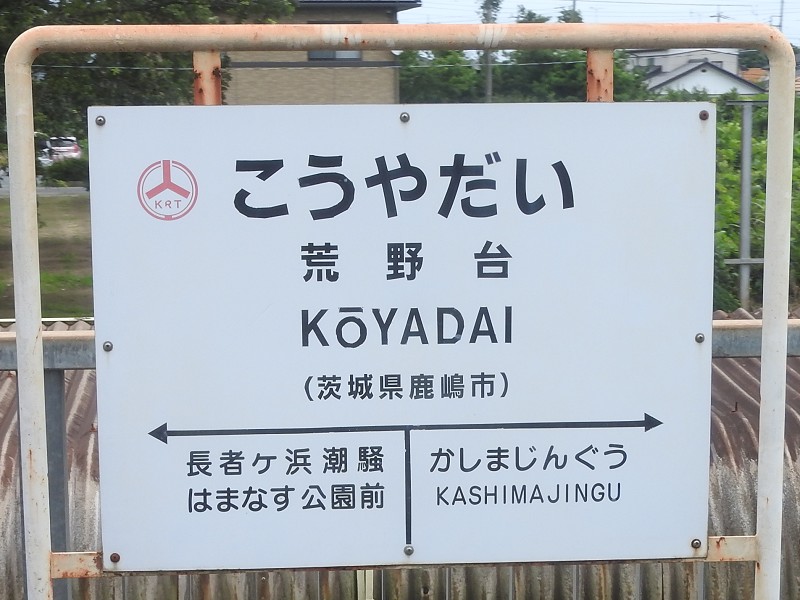 KRT
こうやだい
荒野台
KōYADAI
(茨城県鹿嶋市)
長者ケ浜潮騒
はまなす公園前
かしまじんぐう
KASHIMAJINGU